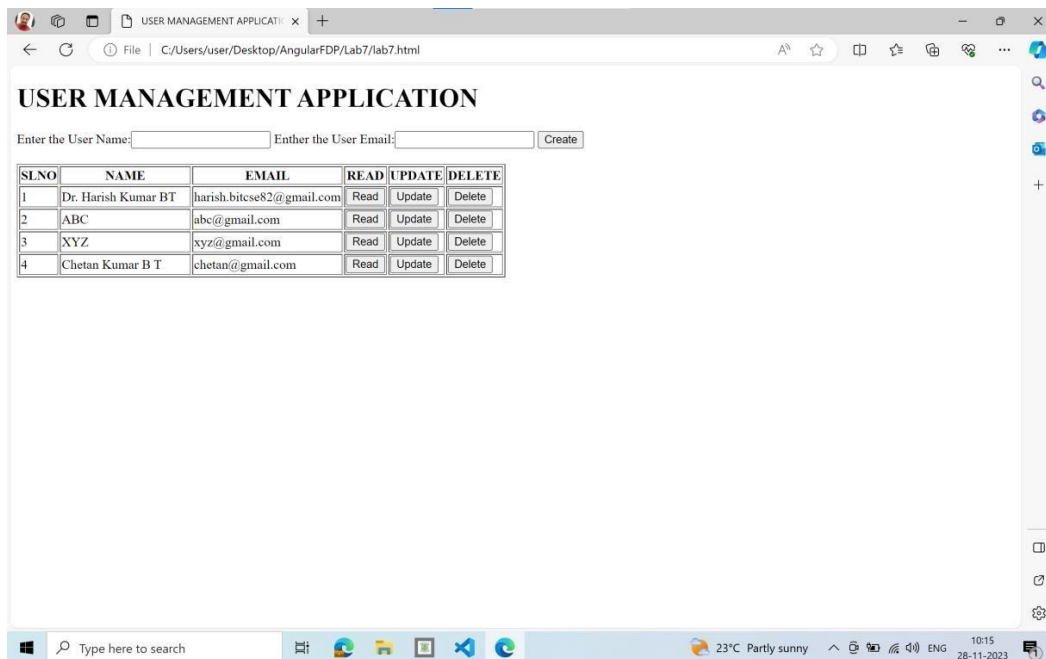 USER MANAGEMENT APPLICATIO
File | C:/Users/user/Desktop/AngularFDP/Lab7/lab7.html
USER MANAGEMENT APPLICATION
Enter the User Name: Enther the User Email: Create
SLNO NAME EMAIL READ UPDATE DELETE
1 Dr. Harish Kumar BT harish.bitcse82@gmail.com Read Update Delete
2 ABC abc@gmail.com Read Update Delete
3 XYZ xyz@gmail.com Read Update Delete
4 Chetan Kumar B T chetan@gmail.com Read Update Delete
Type here to search 23°C Partly sunny ENG 10:15
28-11-2023